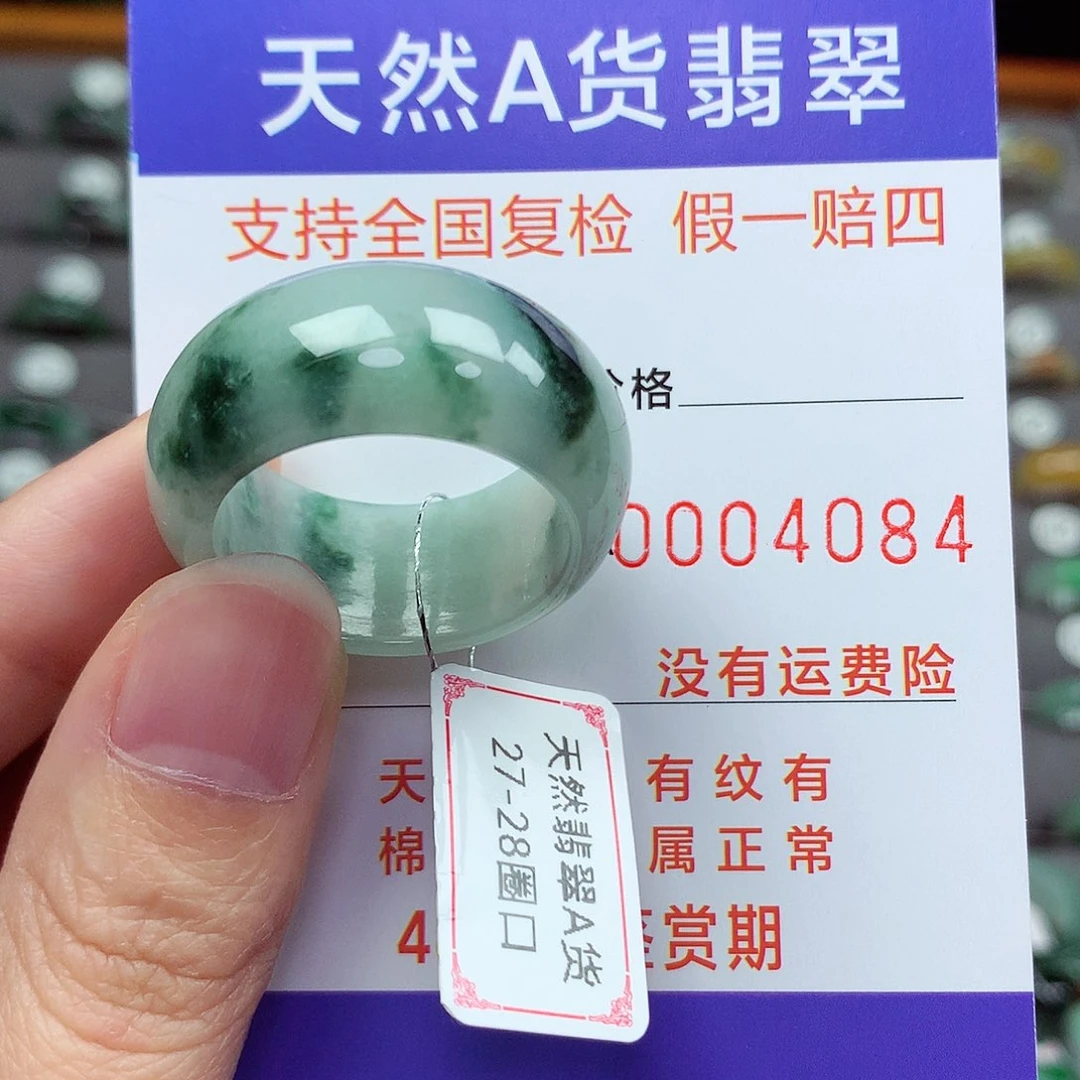 天然A货翡翠
支持全国复检 假一赔四
格
0004084
没有运费险
天 有纹有
棉 属正常
4 赏期
天然翡翠A货
27-28圈口